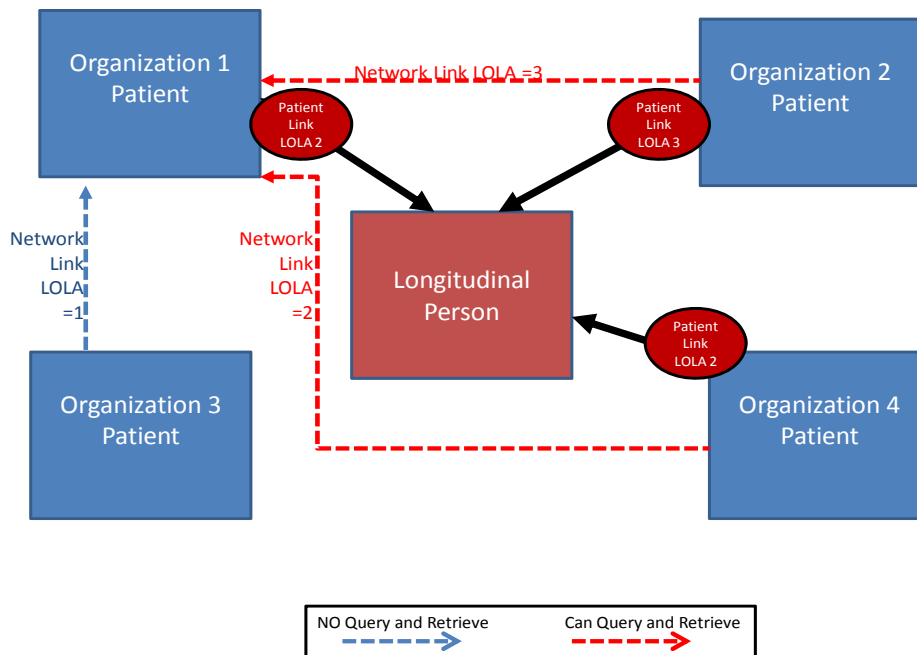 Organization 1
Patient
Network Link LOLA =3
Organization 2
Patient
Patient
Link
LOLA 2
Patient
Link
LOLA 3
Network
Link
LOLA
=1
Network
Link
LOLA
=2
Longitudinal
Person
Patient
Link
LOLA 2
Organization 3
Patient
Organization 4
Patient
NO Query and Retrieve
Can Query and Retrieve